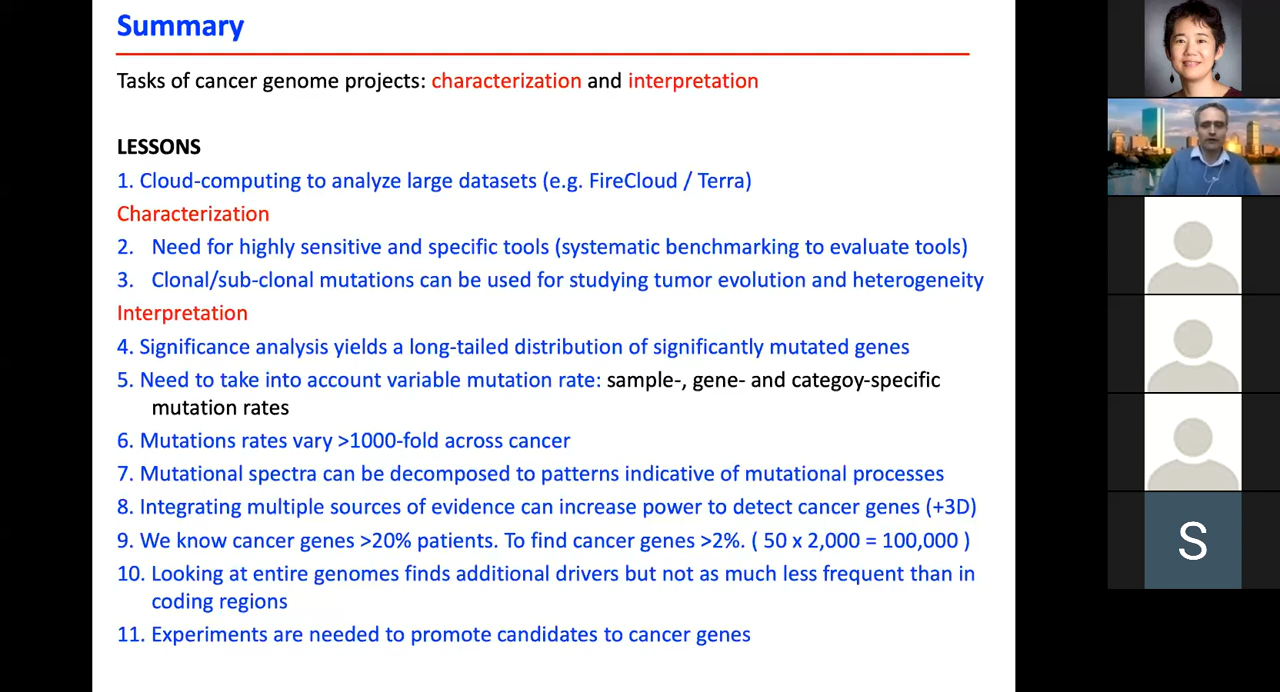 Summary
Tasks of cancer genome projects: characterization and interpretation
LESSONS
1. Cloud-computing to analyze large datasets (e.g. FireCloud / Terra)
Characterization
2. Need for highly sensitive and specific tools (systematic benchmarking to evaluate tools)
3. Clonal/sub-clonal mutations can be used for studying tumor evolution and heterogeneity
Interpretation
4. Significance analysis yields a long-tailed distribution of significantly mutated genes
5. Need to take into account variable mutation rate: sample-, gene- and categoy-specific
mutation rates
6. Mutations rates vary >1000-fold across cancer
7. Mutational spectra can be decomposed to patterns indicative of mutational processes
8. Integrating multiple sources of evidence can increase power to detect cancer genes (+3D)
9. We know cancer genes >20% patients. To find cancer genes >2%. ( 50 x 2,000 = 100,000 )
10. Looking at entire genomes finds additional drivers but not as much less frequent than in
coding regions
11. Experiments are needed to promote candidates to cancer genes
S